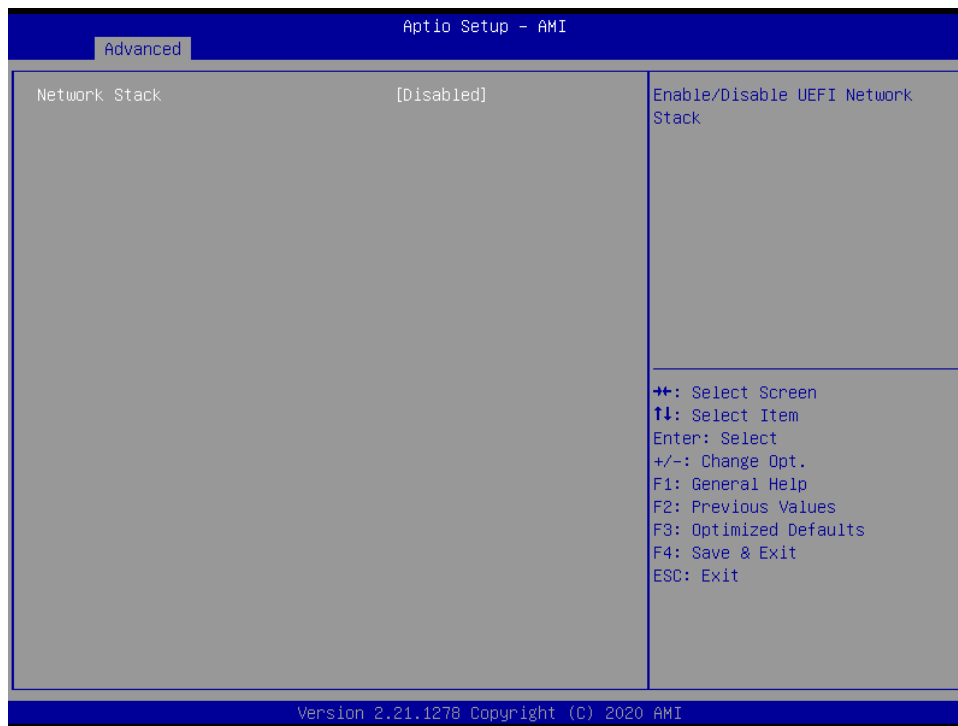 Aptio Setup – AMI
Advanced
Network Stack [Disabled]
Enable/Disable UEFI Network
Stack
→←: Select Screen
↑↓: Select Item
Enter: Select
+/-: Change Opt.
F1: General Help
F2: Previous Values
F3: Optimized Defaults
F4: Save & Exit
ESC: Exit
Version 2.21.1278 Copyright (C) 2020 AMI